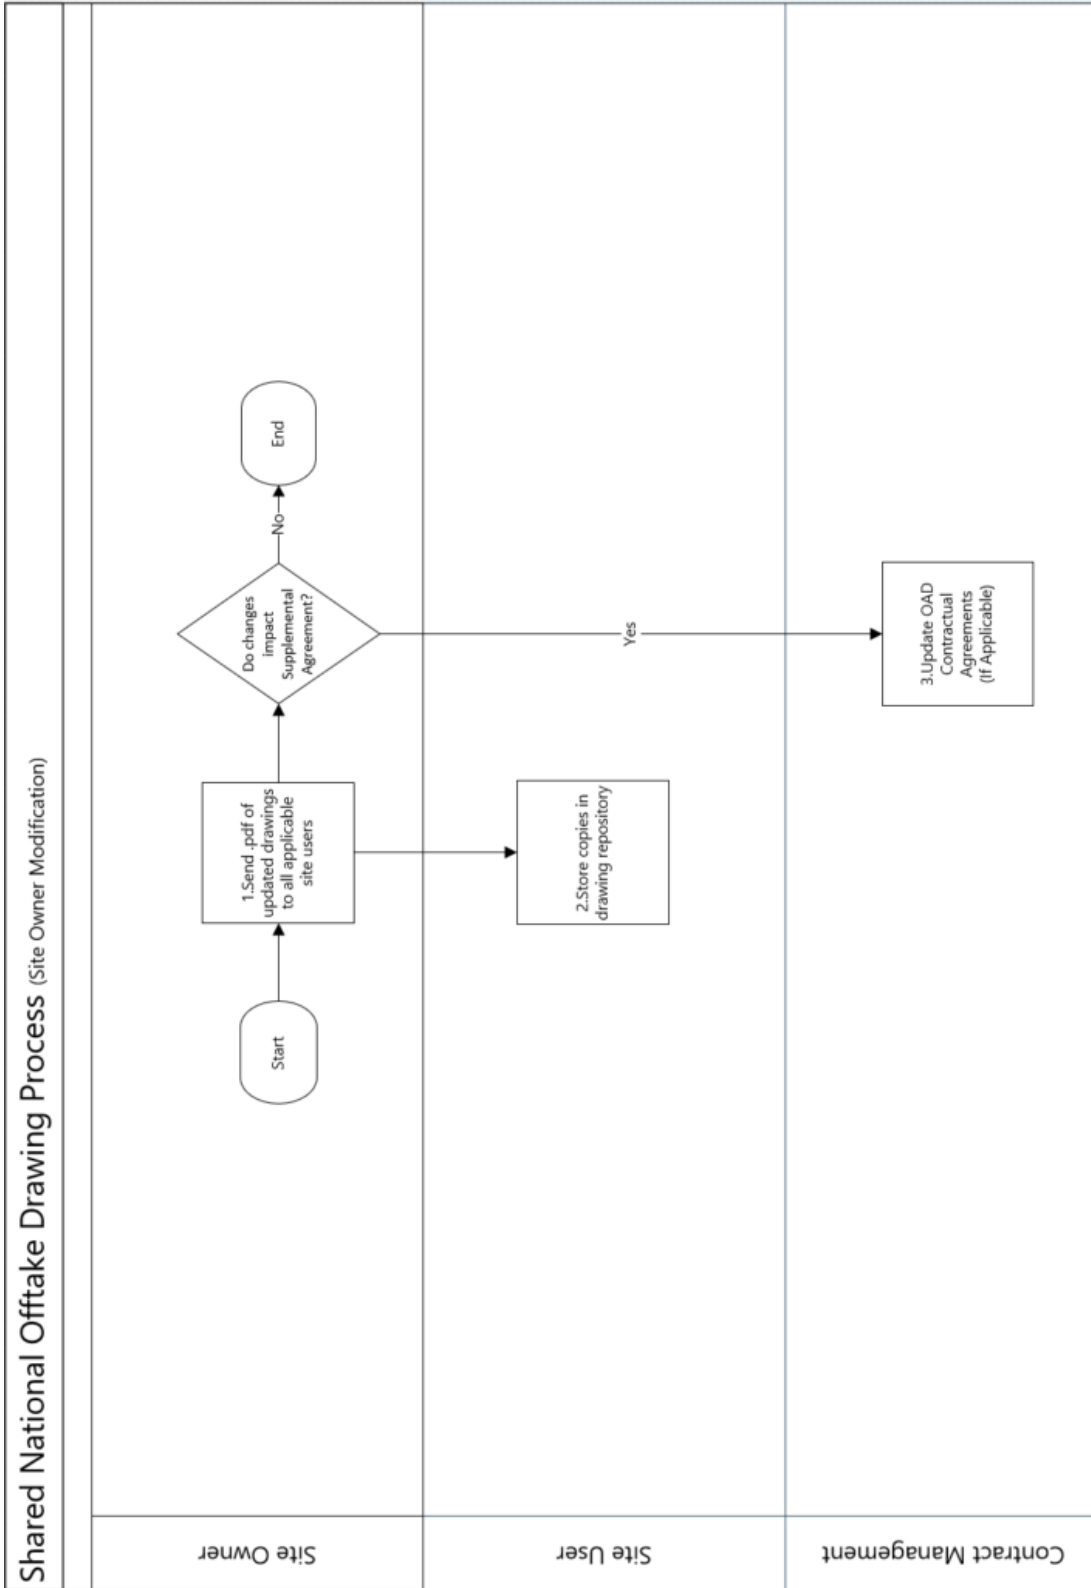 Shared National Offtake Drawing Process (Site Owner Modification)
Site Owner
Start
1.Send .pdf of
updated drawings
to all applicable
site users
Do changes
impact
Supplemental
Agreement?
No
End
Site User
2.Store copies in
drawing repository
Yes
Contract Management
3.Update OAD
Contractual
Agreements
(If Applicable)